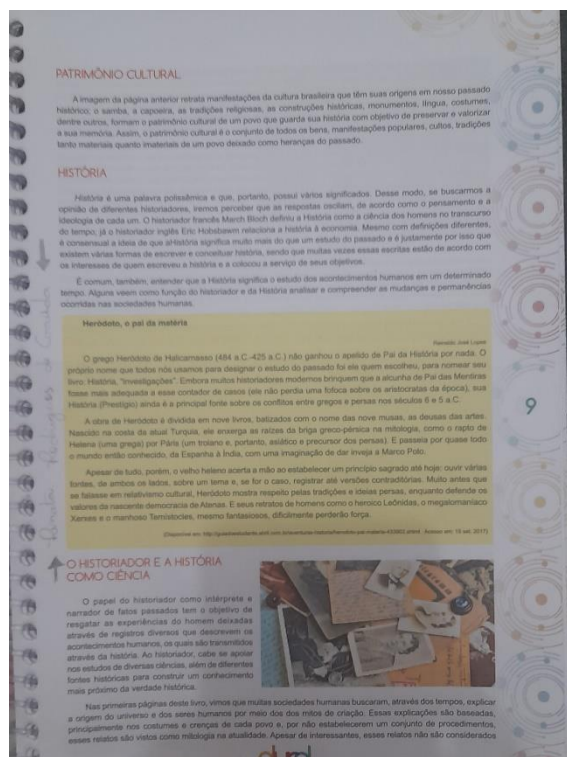 PATRIMÔNIO CULTURAL
A imagem da página anterior retrata manifestações da cultura brasileira que têm suas origens em nosso passado
histórico; o samba, a capoeira, as tradições religiosas, as construções históricas, monumentos, língua, costumes,
dentre outros, formam o patrimônio cultural de um povo que guarda sua história com objetivo de preservar e valorizar
a sua memória. Assim, o patrimônio cultural é o conjunto de todos os bens, manifestações populares, cultos, tradições
tanto materiais quanto imateriais de um povo deixado como heranças do passado.
HISTÓRIA
História é uma palavra polissêmica e que, portanto, possui vários significados. Desse modo, se buscarmos a
opinião de diferentes historiadores, iremos perceber que as respostas oscilam, de acordo com o pensamento e a
ideologia de cada um. O historiador francês March Bloch definiu a História como a ciência dos homens no transcurso
do tempo, já o historiador inglês Eric Hobsbawm relaciona a história à economia. Mesmo com definições diferentes,
é consensual a ideia de que aHistória significa muito mais do que um estudo do passado e é justamente por isso que
existem várias formas de escrever e conceituar história, sendo que muitas vezes essas escritas estão de acordo com
os interesses de quem escreveu a história e a colocou a serviço de seus objetivos.
É comum, também, entender que a História significa o estudo dos acontecimentos humanos em um determinado
tempo. Alguns veem como função do historiador e da História analisar e compreender as mudanças e permanências
ocorridas nas sociedades humanas.
Heródoto, o pai da matéria
Reinaldo José Lopes
O grego Heródoto de Halicarnasso (484 a.C.-425 a.C.) não ganhou o apelido de Pai da História por nada. O
próprio nome que todos nós usamos para designar o estudo do passado foi ele quem escolheu, para nomear seu
livro: História, "investigações". Embora muitos historiadores modernos brinquem que a alcunha de Pai das Mentiras
fosse mais adequada a esse contador de casos (ele não perdia uma fofoca sobre os aristocratas da época), sua
História (Prestígio) ainda é a principal fonte sobre os conflitos entre gregos e persas nos séculos 6 e 5 a.C.
A obra de Heródoto é dividida em nove livros, batizados com o nome das nove musas, as deusas das artes.
Nascido na costa da atual Turquia, ele enxerga as raízes da briga greco-pérsica na mitologia, como o rapto de
Helena (uma grega) por Páris (um troiano e, portanto, asiático e precursor dos persas). E passeia por quase todo
o mundo então conhecido, da Espanha à Índia, com uma imaginação de dar inveja a Marco Polo.
Apesar de tudo, porém, o velho heleno acerta a mão ao estabelecer um princípio sagrado até hoje: ouvir várias
fontes, de ambos os lados, sobre um tema e, se for o caso, registrar até versões contraditórias. Muito antes que
se falasse em relativismo cultural, Heródoto mostra respeito pelas tradições e ideias persas, enquanto defende os
valores da nascente democracia de Atenas. E seus retratos de homens como o heroico Leônidas, o megalomaníaco
Xerxes e o manhoso Temístocles, mesmo fantasiosos, dificilmente perderão força.
9
O HISTORIADOR E A HISTÓRIA
COMO CIÊNCIA
O papel do historiador como intérprete e
narrador de fatos passados tem o objetivo de
resgatar as experiências do homem deixadas
através de registros diversos que descrevem os
acontecimentos humanos, os quais são transmitidos
através da história. Ao historiador, cabe se apoiar
nos estudos de diversas ciências, além de diferentes
fontes históricas para construir um conhecimento
mais próximo da verdade histórica.
Nas primeiras páginas deste livro, vimos que muitas sociedades humanas buscaram, através dos tempos, explicar
a origem do universo e dos seres humanos por meio dos dos mitos de criação. Essas explicações são baseadas,
principalmente nos costumes e crenças de cada povo e, por não estabelecerem um conjunto de procedimentos,
esses relatos são vistos como mitologia na atualidade. Apesar de interessantes, esses relatos não são considerados